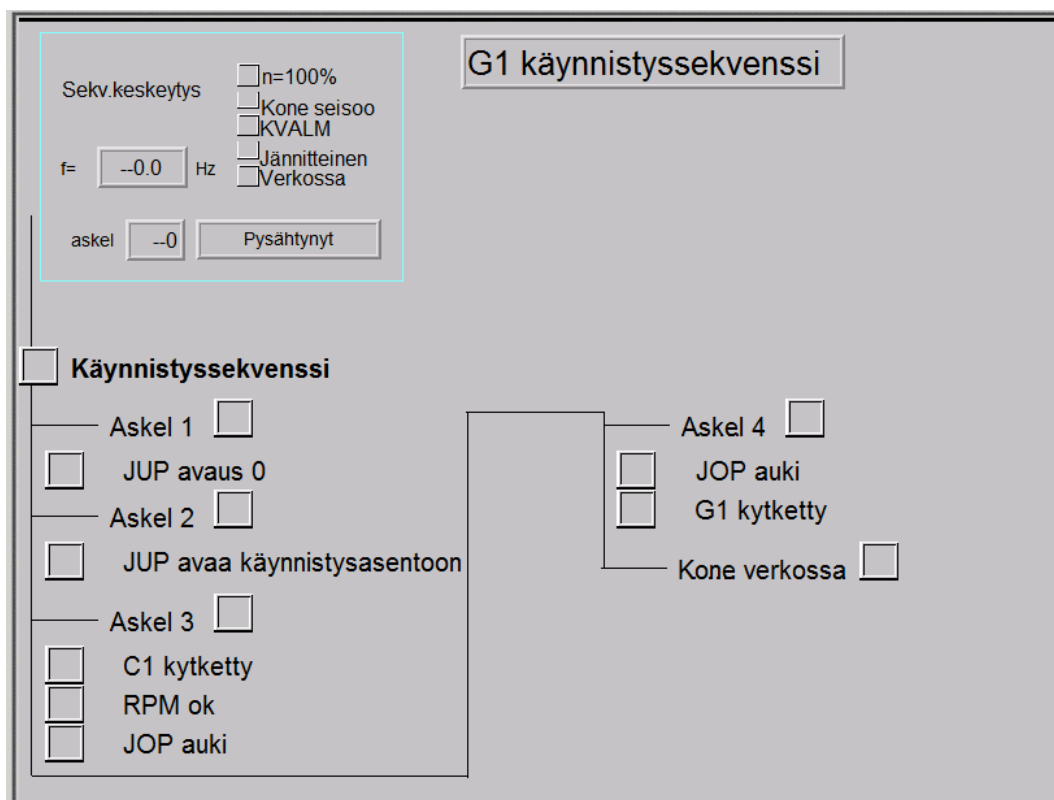 G1 käynnistyssekvenssi
Sekv.keskeytys
n=100%
Kone seisoo
KVALM
Jännitteinen
Verkossa
f= --0.0 Hz
askel --0 Pysähtynyt
Käynnistyssekvenssi
Askel 1
JUP avaus 0
Askel 2
JUP avaa käynnistysasentoon
Askel 3
C1 kytketty
RPM ok
JOP auki
Askel 4
JOP auki
G1 kytketty
Kone verkossa